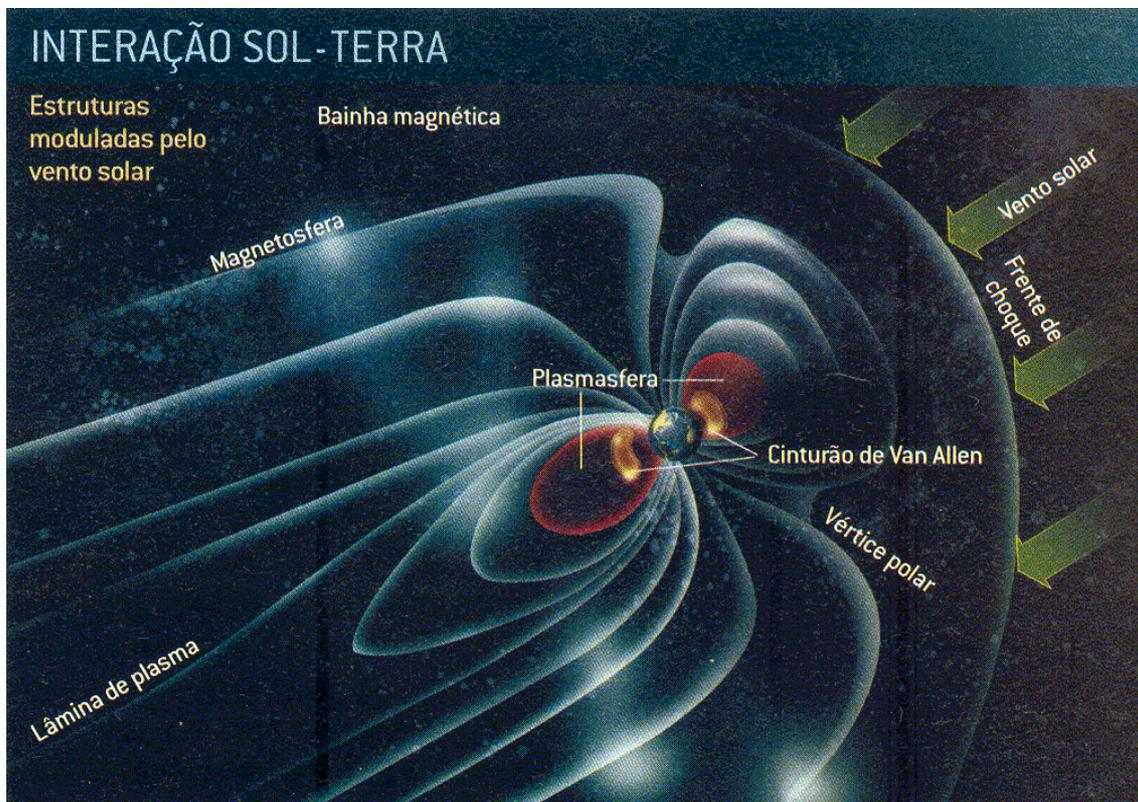 INTERAÇÃO SOL-TERRA
Estruturas
moduladas pelo
vento solar
Bainha magnética
Vento solar
Magnetosfera
Frente de
choque
Plasmasfera
Cinturão de Van Allen
Vértice polar
Lâmina de plasma